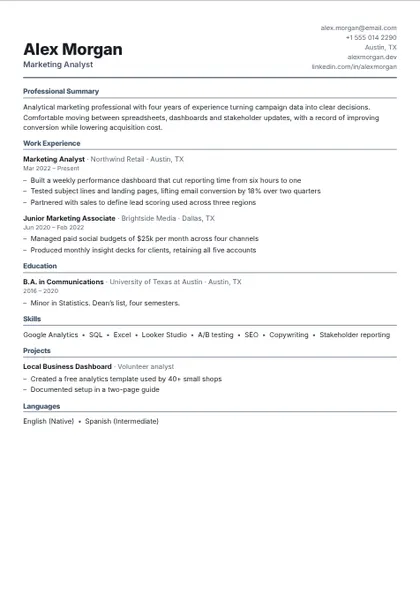 alex.morgan@email.com
+1 555 014 2290
Austin, TX
alexmorgan.dev
linkedin.com/in/alexmorgan
Alex Morgan
Marketing Analyst
Professional Summary
Analytical marketing professional with four years of experience turning campaign data into clear decisions.
Comfortable moving between spreadsheets, dashboards and stakeholder updates, with a record of improving
conversion while lowering acquisition cost.
Work Experience
Marketing Analyst · Northwind Retail · Austin, TX
Mar 2022 – Present
– Built a weekly performance dashboard that cut reporting time from six hours to one
– Tested subject lines and landing pages, lifting email conversion by 18% over two quarters
– Partnered with sales to define lead scoring used across three regions
Junior Marketing Associate · Brightside Media · Dallas, TX
Jun 2020 – Feb 2022
– Managed paid social budgets of $25k per month across four channels
– Produced monthly insight decks for clients, retaining all five accounts
Education
B.A. in Communications · University of Texas at Austin · Austin, TX
2016 – 2020
– Minor in Statistics. Dean's list, four semesters.
Skills
Google Analytics • SQL • Excel • Looker Studio • A/B testing • SEO • Copywriting • Stakeholder reporting
Projects
Local Business Dashboard · Volunteer analyst
– Created a free analytics template used by 40+ small shops
– Documented setup in a two-page guide
Languages
English (Native) • Spanish (Intermediate)